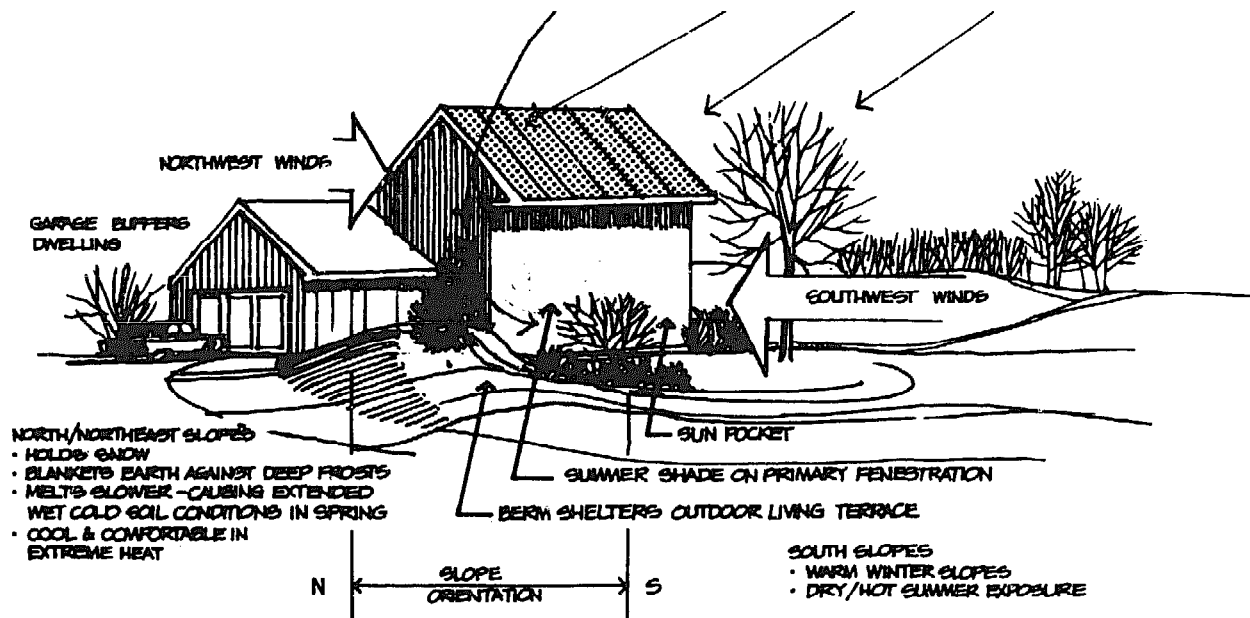 NORTHWEST WINDS
GARAGE BUFFERS
DWELLING
SOUTHWEST WINDS
SUN POCKET
SUMMER SHADE ON PRIMARY FENESTRATION
BERM SHELTERS OUTDOOR LIVING TERRACE
NORTH/NORTHEAST SLOPES
• HOLDS SNOW
• BLANKETS EARTH AGAINST DEEP FROSTS
• MELTS SLOWER - CAUSING EXTENDED
WET COLD SOIL CONDITIONS IN SPRING
• COOL & COMFORTABLE IN
EXTREME HEAT
N
SLOPE
ORIENTATION
S
SOUTH SLOPES
• WARM WINTER SLOPES
• DRY/HOT SUMMER EXPOSURE